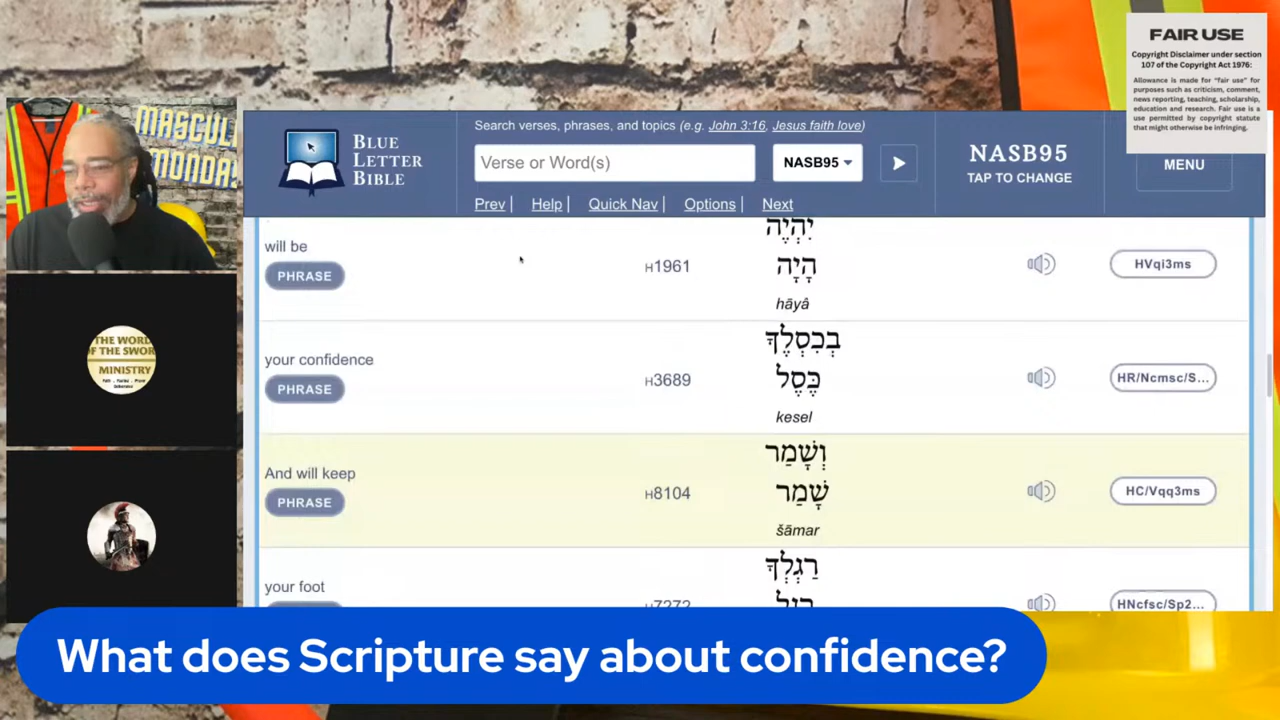 FAIR USE
Copyright Disclaimer under section
107 of the Copyright Act 1976:
Allowance is made for "fair use" for
purposes such as criticism, comment,
news reporting, teaching, scholarship,
education and research. Fair use is a
use permitted by copyright statute
that might otherwise be infringing.
MASCUL
MONDAY
BLUE
LETTER
BIBLE
Search verses, phrases, and topics (e.g. John 3:16, Jesus faith love)
Verse or Word(s)
NASB95
Prev | Help | Quick Nav | Options | Next
NASB95
TAP TO CHANGE
MENU
will be
PHRASE
H1961
יִהְיֶה
הָיָה
hāyâ
HVqi3ms
your confidence
PHRASE
H3689
בְכִסְלֶךָ
כֶּסֶל
kesel
HR/Ncmsc/S...
And will keep
PHRASE
H8104
וְשָׁמַר
שָׁמַר
šāmar
HC/Vqq3ms
your foot
H7272
רַגְלְךָ
HNcfsc/Sp2...
THE WORD
OF THE SWOR
MINISTRY
What does Scripture say about confidence?